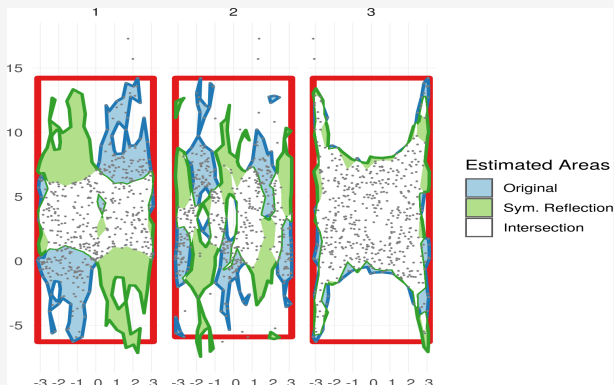 1 2 3
15
10
5
0
-5
-3 -2 -1 0 1 2 3 -3 -2 -1 0 1 2 3 -3 -2 -1 0 1 2 3
Estimated Areas
Original
Sym. Reflection
Intersection